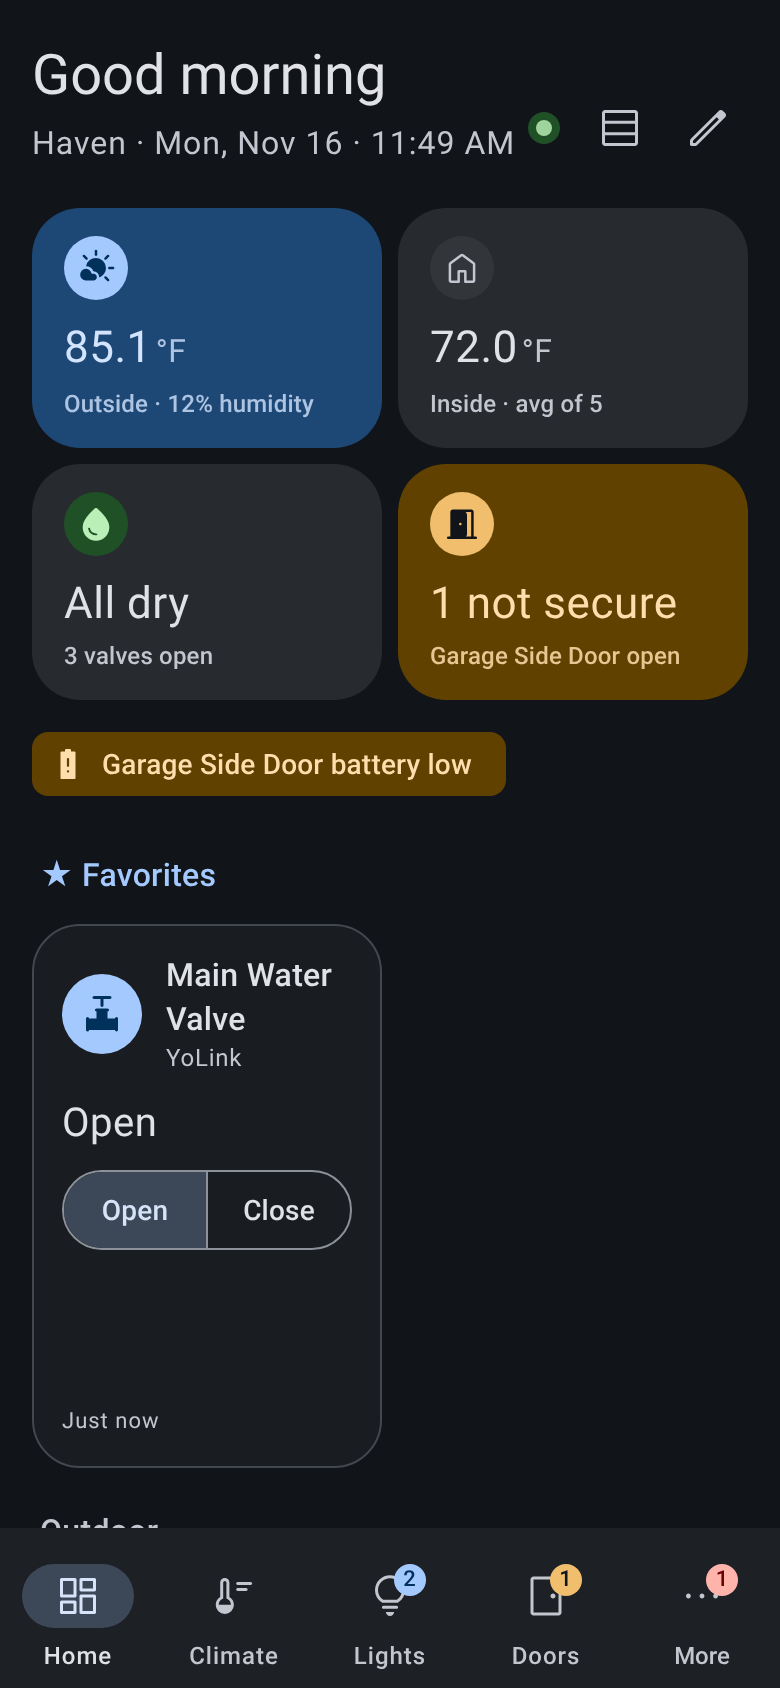 Good morning
Haven · Mon, Nov 16 · 11:49 AM
85.1 °F
Outside · 12% humidity
72.0 °F
Inside · avg of 5
All dry
3 valves open
1 not secure
Garage Side Door open
Garage Side Door battery low
★ Favorites
Main Water
Valve
YoLink
Open
Open
Close
Just now
Outdoor
2
1
1
Home
Climate
Lights
Doors
More